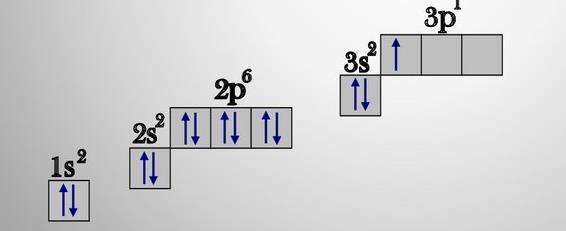 3p¹
3s²
2p⁶
2s²
1s²